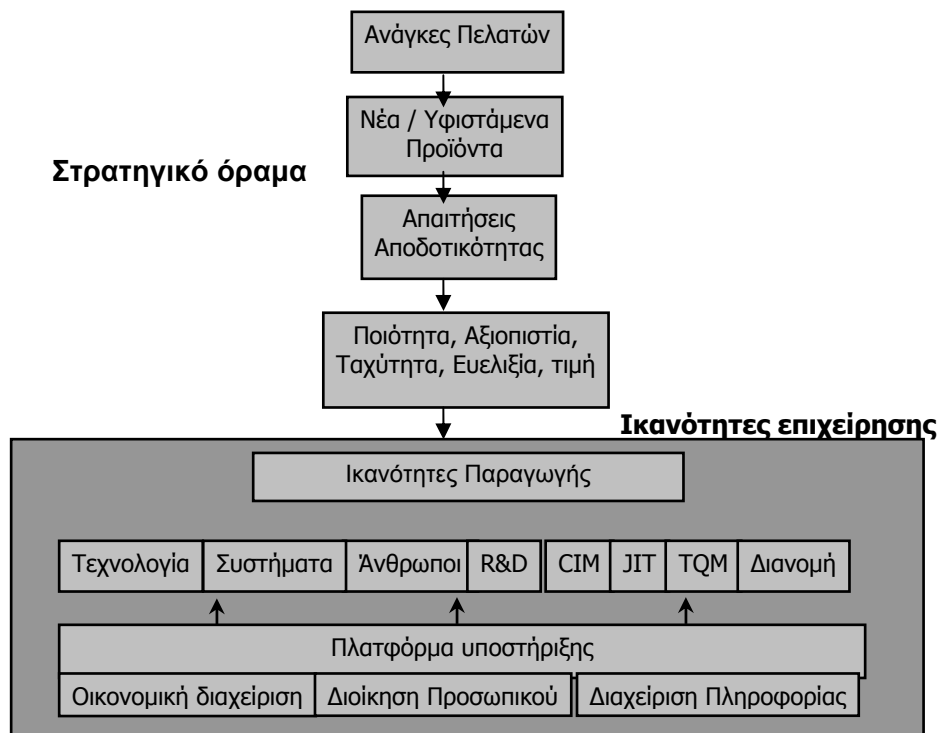 Ανάγκες Πελατών
Νέα / Υφιστάμενα
Προϊόντα
Στρατηγικό όραμα
Απαιτήσεις
Αποδοτικότητας
Ποιότητα, Αξιοπιστία,
Ταχύτητα, Ευελιξία, τιμή
Ικανότητες επιχείρησης
Ικανότητες Παραγωγής
Τεχνολογία Συστήματα Άνθρωποι R&D CIM JIT TQM Διανομή
Πλατφόρμα υποστήριξης
Οικονομική διαχείριση Διοίκηση Προσωπικού Διαχείριση Πληροφορίας